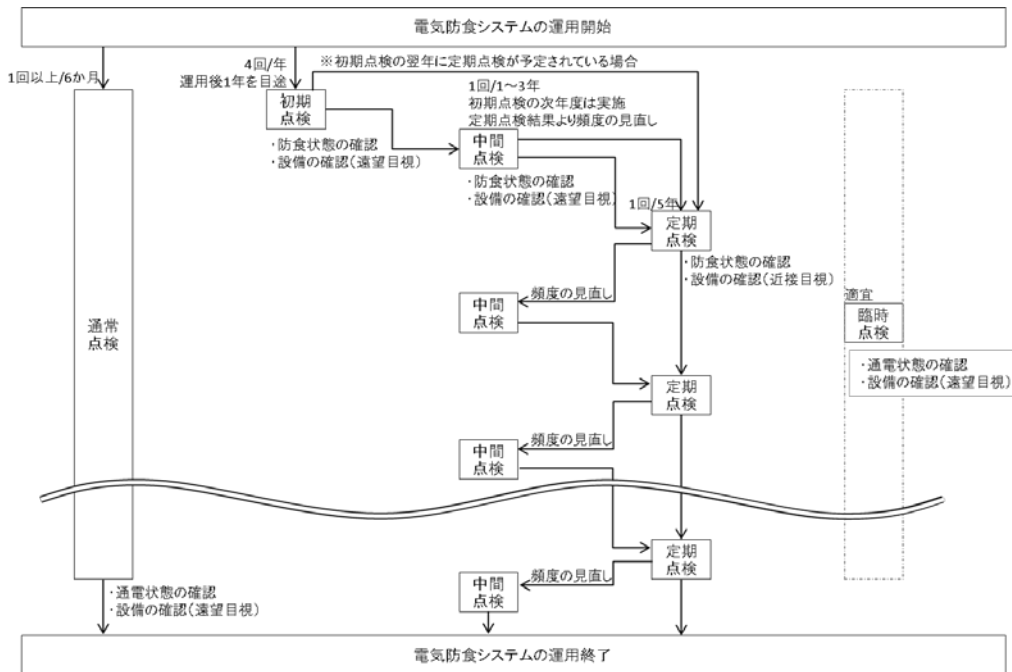 電気防食システムの運用開始
1回以上/6か月
4回/年
運用後1年を目途
※初期点検の翌年に定期点検が予定されている場合
初期
点検
1回/1～3年
初期点検の次年度は実施
定期点検結果より頻度の見直し
・防食状態の確認
・設備の確認(遠望目視)
中間
点検
・防食状態の確認
・設備の確認(遠望目視)
1回/5年
定期
点検
・防食状態の確認
・設備の確認(近接目視)
頻度の見直し
中間
点検
適宜
臨時
点検
通常
点検
・通電状態の確認
・設備の確認(遠望目視)
定期
点検
頻度の見直し
中間
点検
定期
点検
頻度の見直し
中間
点検
・通電状態の確認
・設備の確認(遠望目視)
電気防食システムの運用終了